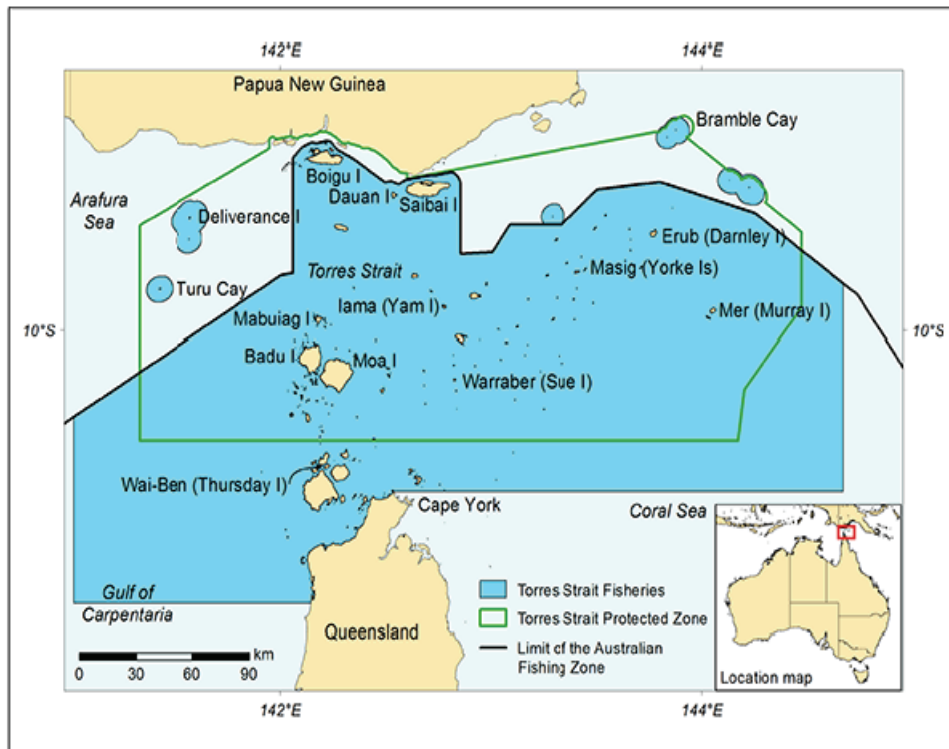 142°E
144°E
Papua New Guinea
Bramble Cay
Boigu I
Dauan I
Saibai I
Arafura
Sea
Deliverance I
Erub (Darnley I)
Torres Strait
Masig (Yorke Is)
Turu Cay
Iama (Yam I)
Mer (Murray I)
Mabuiag I
10°S
10°S
Badu I
Moa I
Warraber (Sue I)
Wai-Ben (Thursday I)
Cape York
Coral Sea
Gulf of
Carpentaria
Queensland
Torres Strait Fisheries
Torres Strait Protected Zone
Limit of the Australian
Fishing Zone
km
0
30
60
90
Location map
142°E
144°E